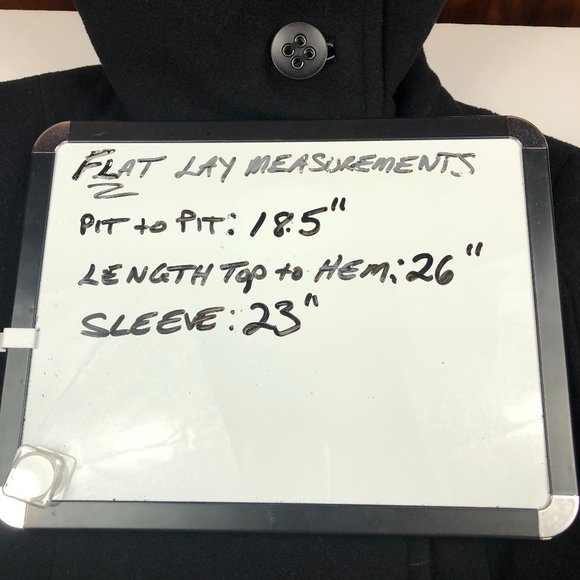 FLAT LAY MEASUREMENTS
PIT to PIT: 18.5"
LENGTH Top to HEM: 26"
SLEEVE: 23"